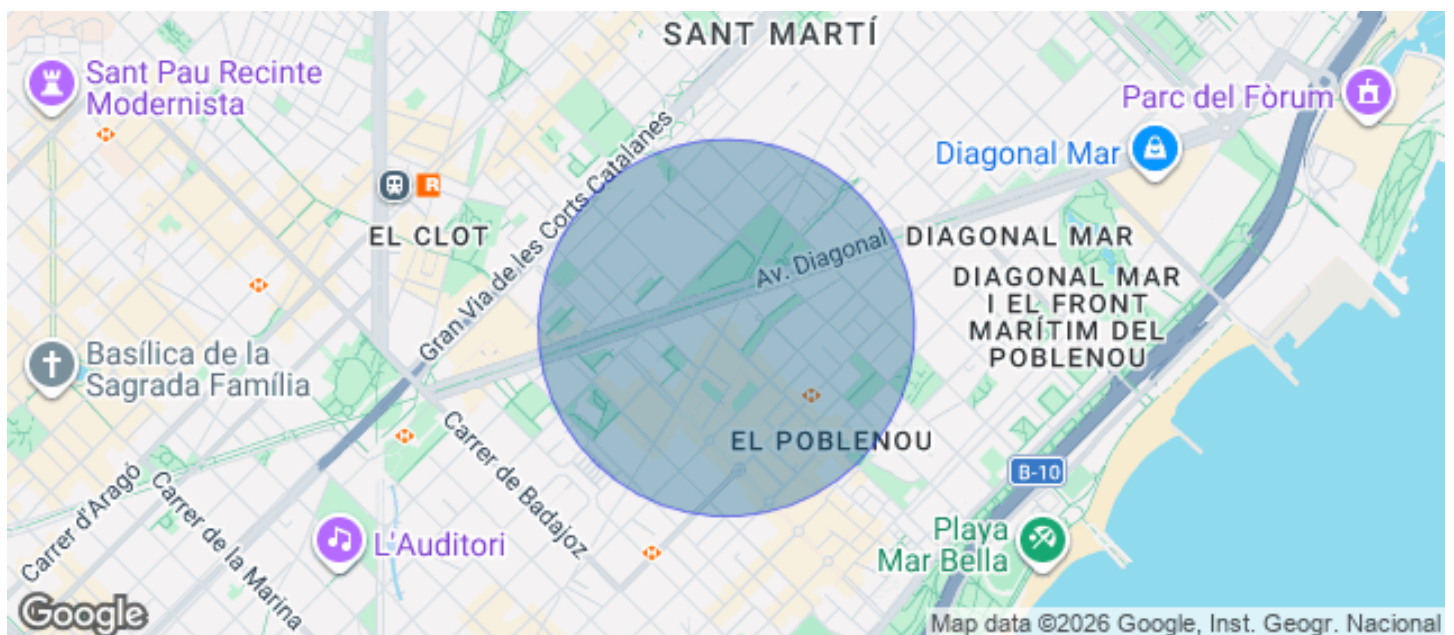 SANT MARTÍ
Sant Pau Recinte
Modernista
Parc del Fòrum
Diagonal Mar
Gran Via de les Corts Catalanes
R
EL CLOT
Av. Diagonal
DIAGONAL MAR
DIAGONAL MAR
I EL FRONT
MARÍTIM DEL
POBLENOU
Basílica de la
Sagrada Família
EL POBLENOU
Carrer de Badajoz
B-10
Carrer d'Aragó
Carrer de la Marina
L'Auditori
Playa
Mar Bella
Google
Map data ©2026 Google, Inst. Geogr. Nacional